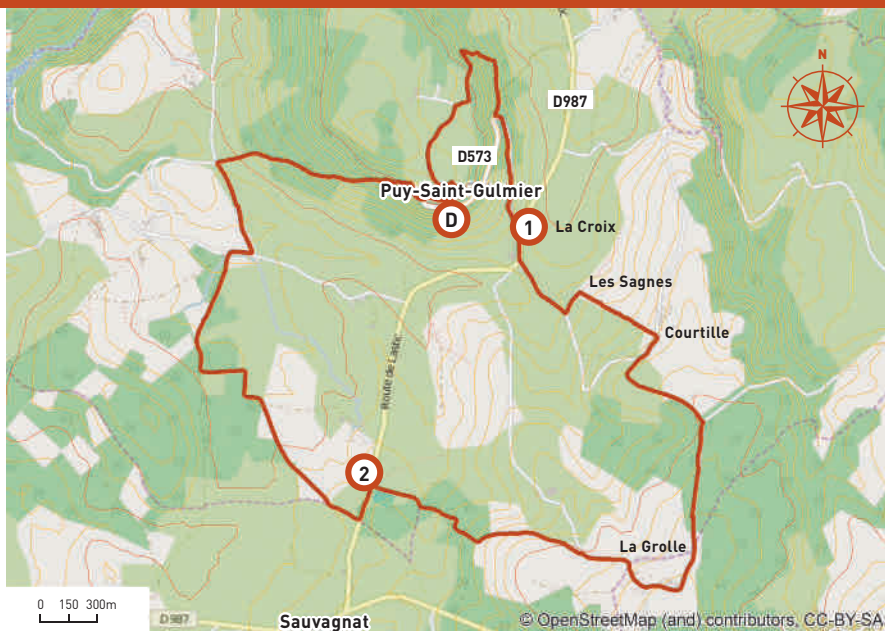 N
D987
D573
Puy-Saint-Gulmier
D
1
La Croix
Les Sagnes
Courtille
Route de Lastic
2
La Grolle
0 150 300m
D987
Sauvagnat
© OpenStreetMap (and) contributors, CC-BY-SA